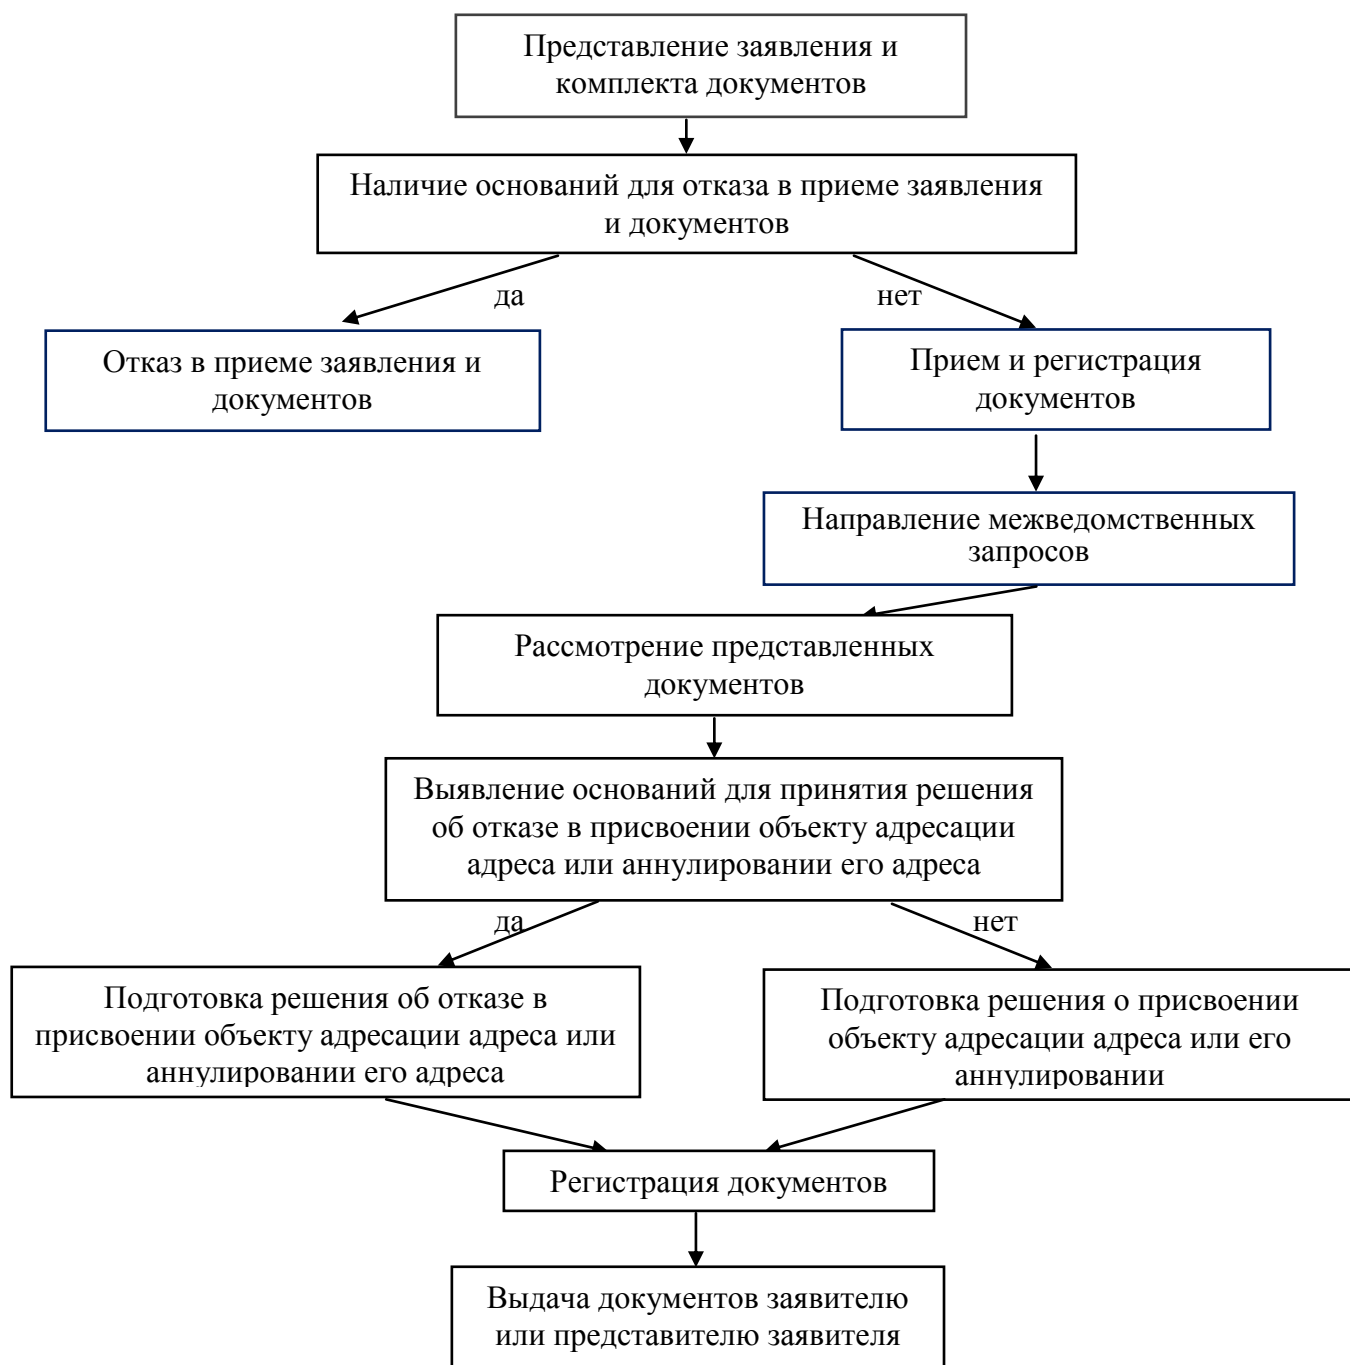 Представление заявления и
комплекта документов
Наличие оснований для отказа в приеме заявления
и документов
да
нет
Отказ в приеме заявления и
документов
Прием и регистрация
документов
Направление межведомственных
запросов
Рассмотрение представленных
документов
Выявление оснований для принятия решения
об отказе в присвоении объекту адресации
адреса или аннулировании его адреса
да
нет
Подготовка решения об отказе в
присвоении объекту адресации адреса или
аннулировании его адреса
Подготовка решения о присвоении
объекту адресации адреса или его
аннулировании
Регистрация документов
Выдача документов заявителю
или представителю заявителя